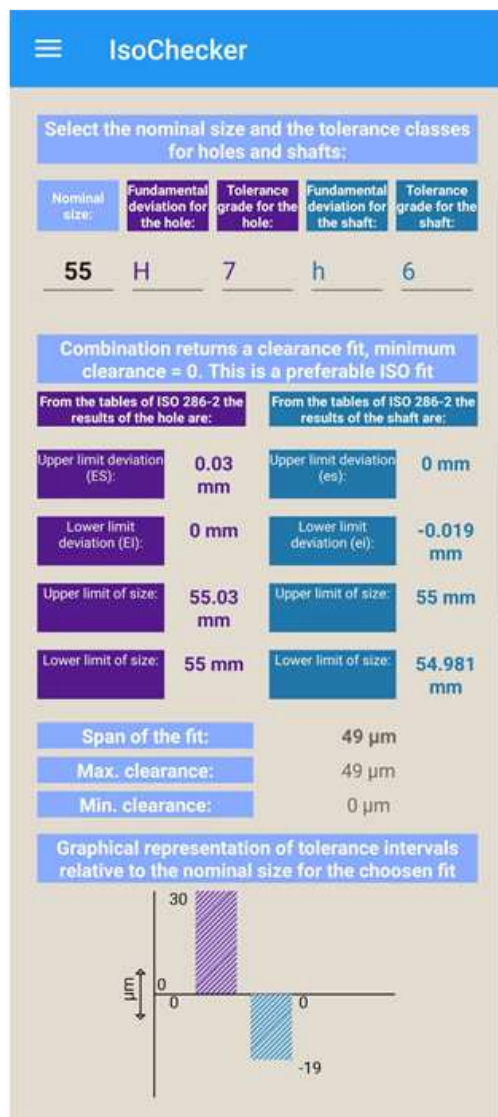 IsoChecker
Select the nominal size and the tolerance classes
for holes and shafts:
Nominal
size:
Fundamental
deviation for
the hole:
Tolerance
grade for the
hole:
Fundamental
deviation for
the shaft:
Tolerance
grade for the
shaft:
55 H 7 h 6
Combination returns a clearance fit, minimum
clearance = 0. This is a preferable ISO fit
From the tables of ISO 286-2 the
results of the hole are:
From the tables of ISO 286-2 the
results of the shaft are:
Upper limit deviation
(ES):
0.03
mm
Upper limit deviation
(es):
0 mm
Lower limit
deviation (EI):
0 mm
Lower limit
deviation (ei):
-0.019
mm
Upper limit of size:
55.03
mm
Upper limit of size:
55 mm
Lower limit of size:
55 mm
Lower limit of size:
54.981
mm
Span of the fit: 49 µm
Max. clearance: 49 µm
Min. clearance: 0 µm
Graphical representation of tolerance intervals
relative to the nominal size for the choosen fit
30
µm
0
0
0
-19